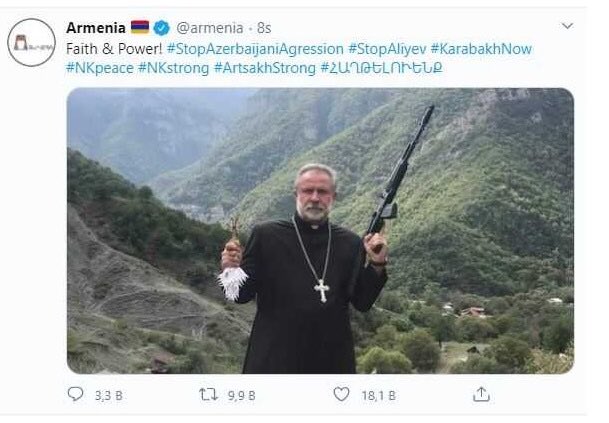 Armenia @armenia · 8s
Faith & Power! #StopAzerbaijaniAgression #StopAliyev #KarabakhNow
#NKpeace #NKstrong #ArtsakhStrong #ՀԱՂԹԵԼՈՒԵՆՔ
3,3 B 9,9 B 18,1 B